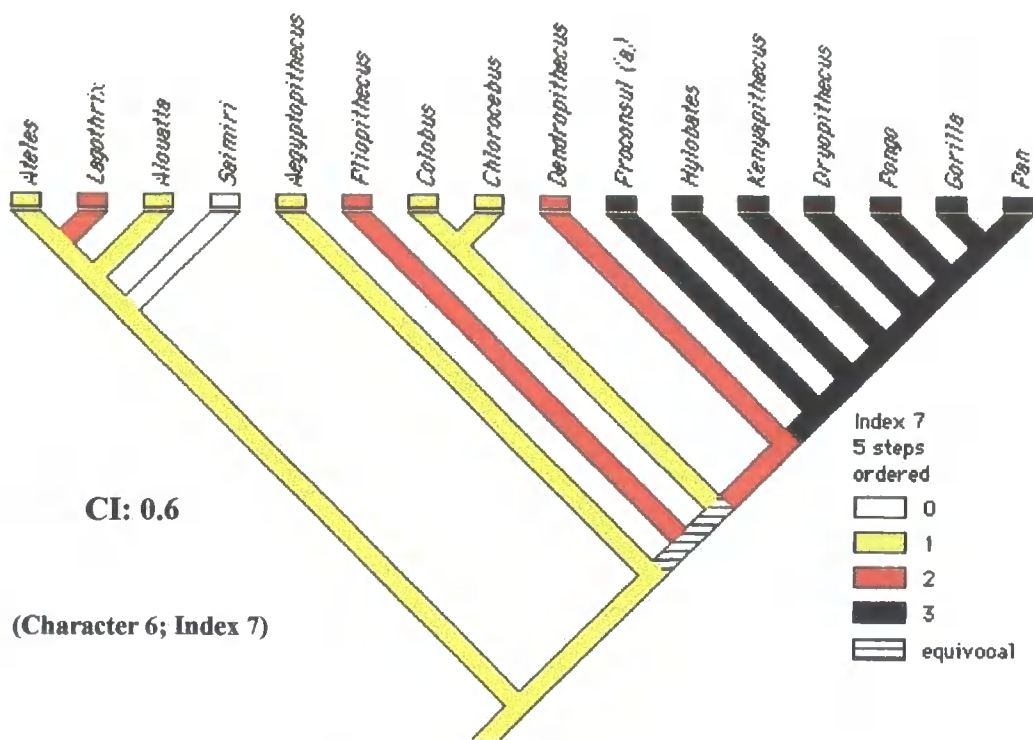 Ateles
Lagothrix
Alouatta
Saimiri
Aegyptopithecus
Pliopithecus
Colobus
Chlorocebus
Dendropithecus
Proconsul (a.)
Hylobates
Kenyapithecus
Dryopithecus
Pongo
Gorilla
Pan
Index 7
5 steps
ordered
0
1
2
3
equivocal
CI: 0.6
(Character 6; Index 7)